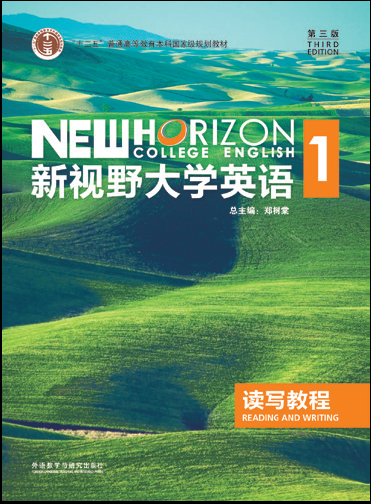 “十二五”普通高等教育本科国家级规划教材
第三版
THIRD
EDITION
NEW HORIZON
COLLEGE ENGLISH
新视野大学英语
1
总主编：郑树棠
读写教程
READING AND WRITING
外语教学与研究出版社